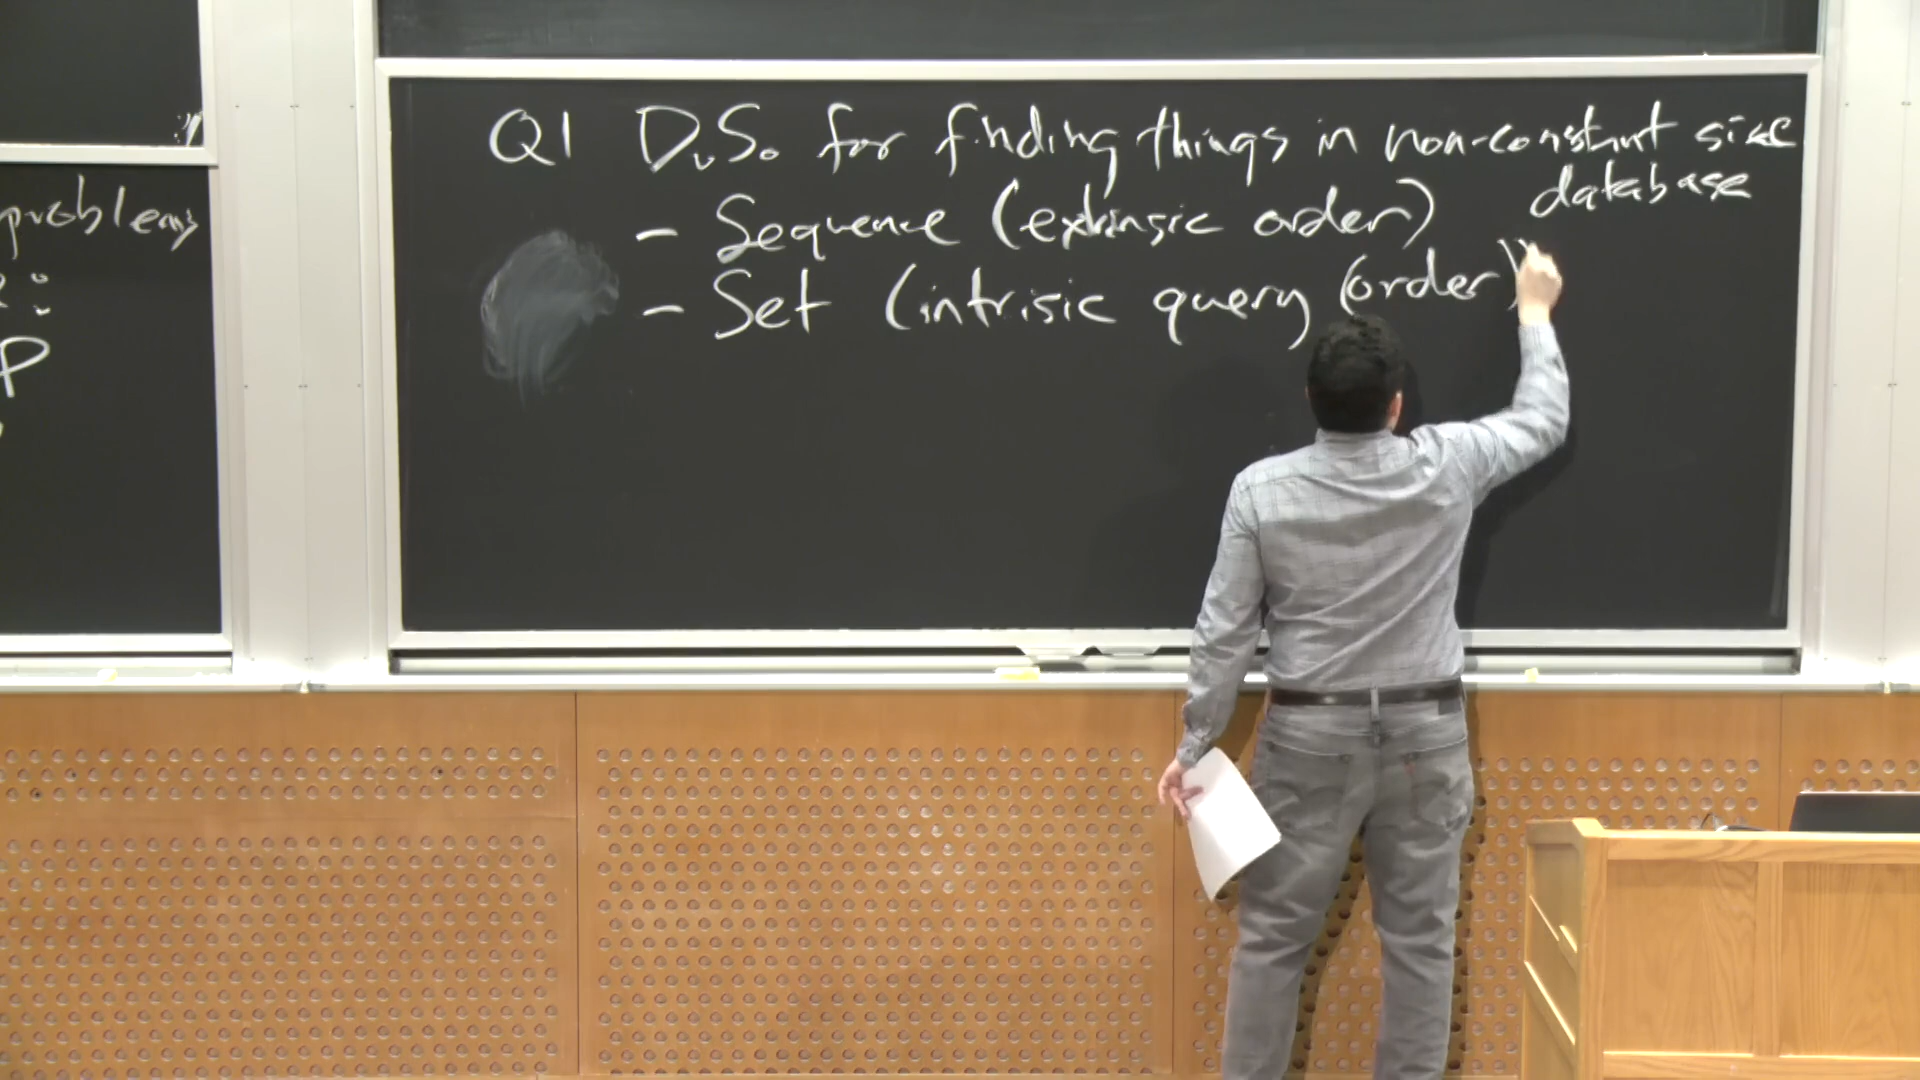 problems
P
Q1 D.S. for finding things in non-constant size
database
- Sequence (extrinsic order)
- Set (intrisic query (order))